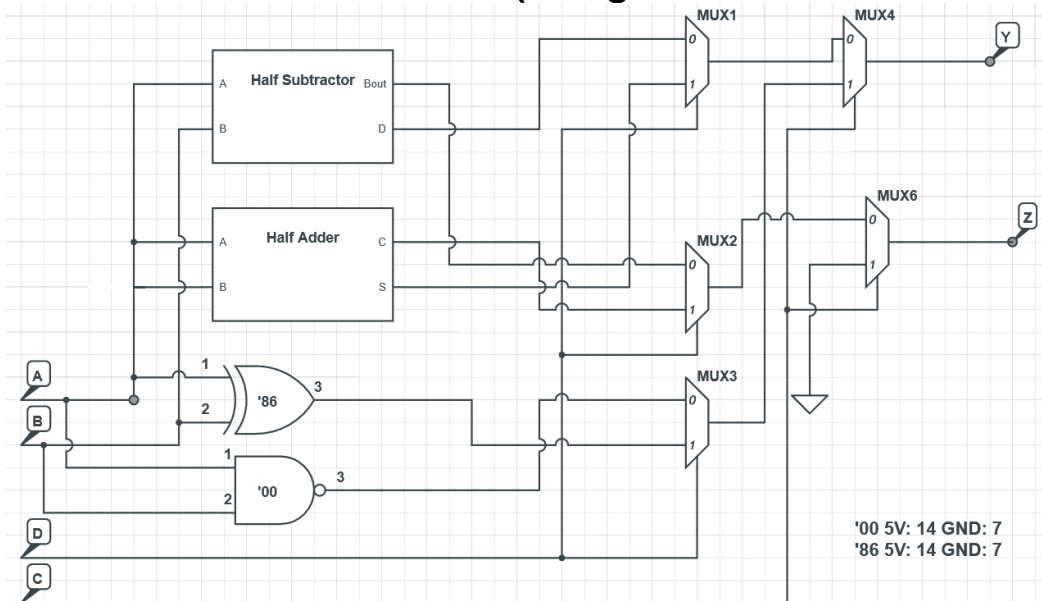 MUX1
MUX4
0
0
Y
A
Half Subtractor
Bout
1
1
B
D
MUX6
0
Z
A
Half Adder
C
MUX2
0
1
B
S
1
A
1
'86
3
MUX3
0
2
B
1
1
'00
3
2
D
'00 5V: 14 GND: 7
'86 5V: 14 GND: 7
C